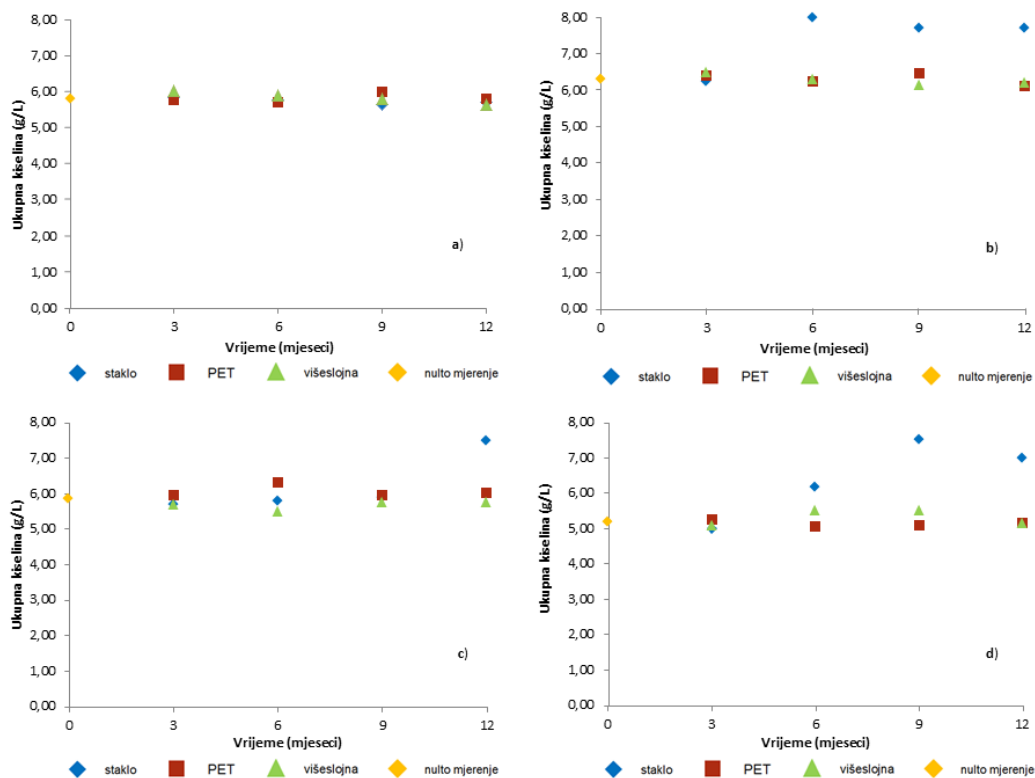 8,00
7,00
6,00
5,00
4,00
3,00
2,00
1,00
0,00
Ukupna kiselina (g/L)
a)
0 3 6 9 12
Vrijeme (mjeseci)
staklo PET višeslojna nulto mjerenje
8,00
7,00
6,00
5,00
4,00
3,00
2,00
1,00
0,00
Ukupna kiselina (g/L)
b)
0 3 6 9 12
Vrijeme (mjeseci)
staklo PET višeslojna nulto mjerenje
8,00
7,00
6,00
5,00
4,00
3,00
2,00
1,00
0,00
Ukupna kiselina (g/L)
c)
0 3 6 9 12
Vrijeme (mjeseci)
staklo PET višeslojna nulto mjerenje
8,00
7,00
6,00
5,00
4,00
3,00
2,00
1,00
0,00
Ukupna kiselina (g/L)
d)
0 3 6 9 12
Vrijeme (mjeseci)
staklo PET višeslojna nulto mjerenje